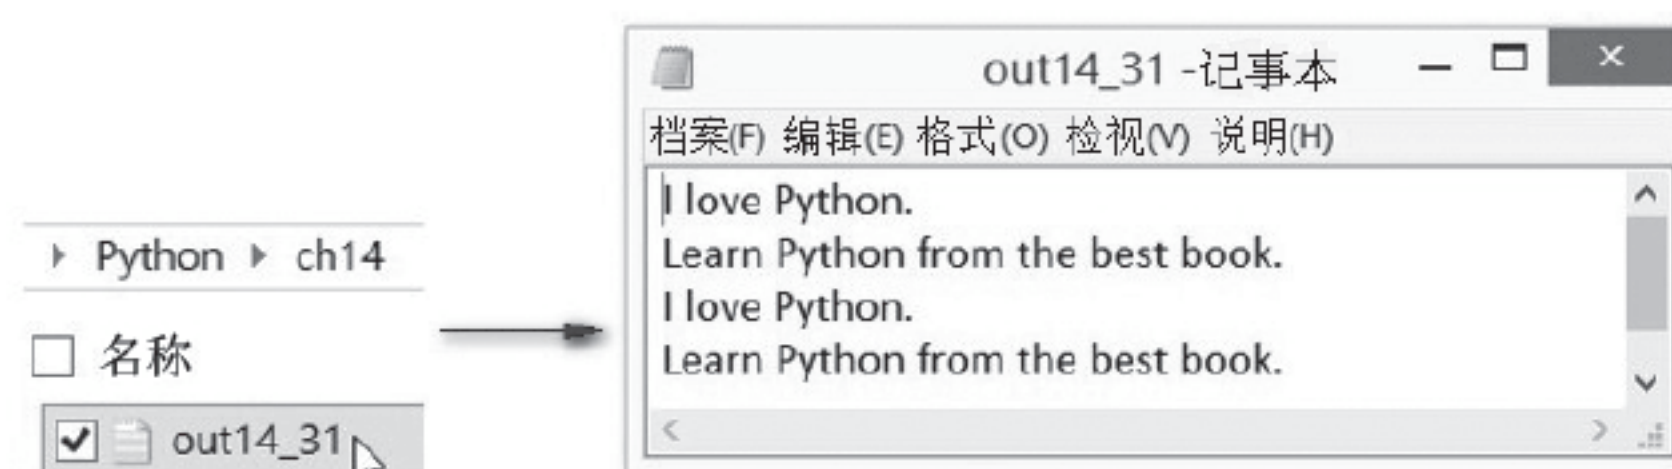 Python ch14
名称
out14_31
out14_31 -记事本
档案(F) 编辑(E) 格式(O) 检视(V) 说明(H)
I love Python.
Learn Python from the best book.
I love Python.
Learn Python from the best book.